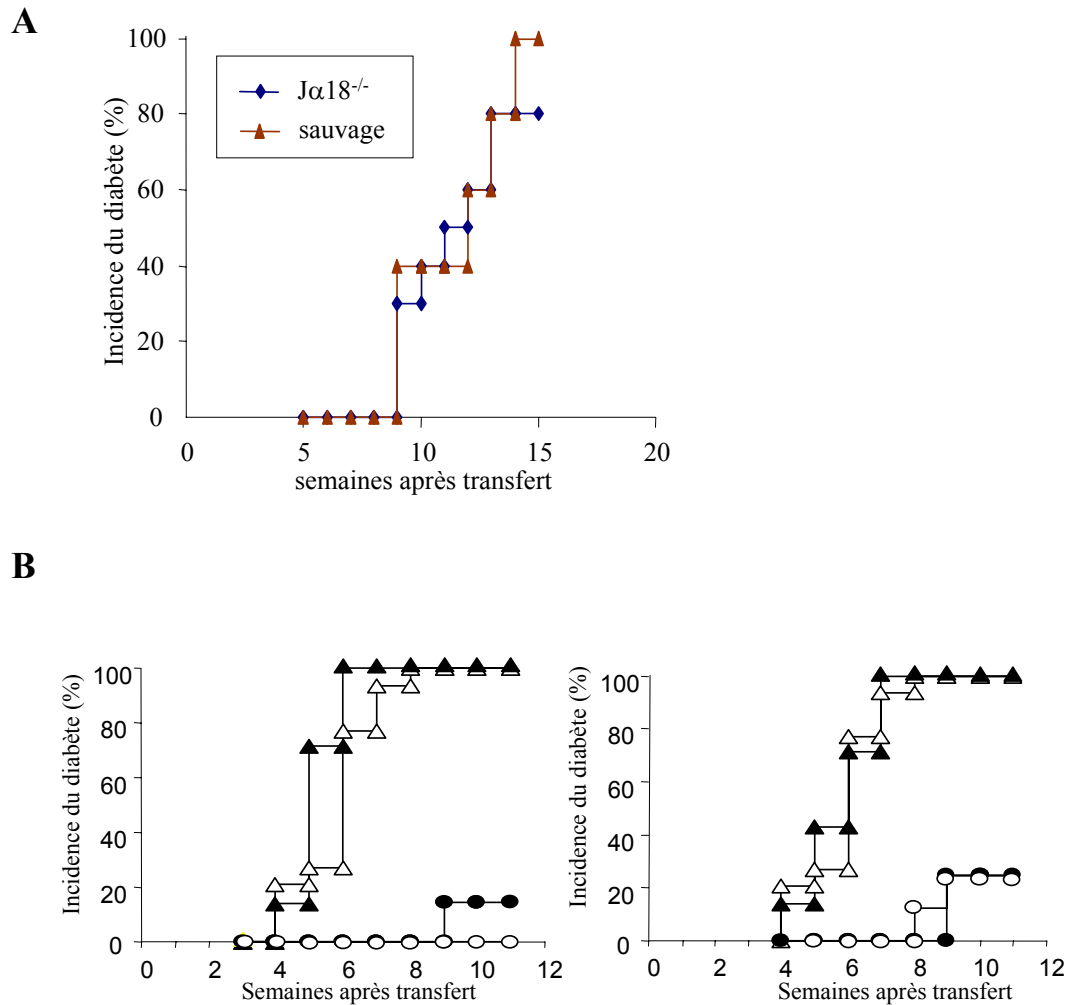 A
100
80
60
40
20
0
Incidence du diabète (%)
Jα18-/-
sauvage
0 5 10 15 20
semaines après transfert
B
100
80
60
40
20
0
Incidence du diabète (%)
0 2 4 6 8 10 12
Semaines après transfert
100
80
60
40
20
0
Incidence du diabète (%)
0 2 4 6 8 10 12
Semaines après transfert